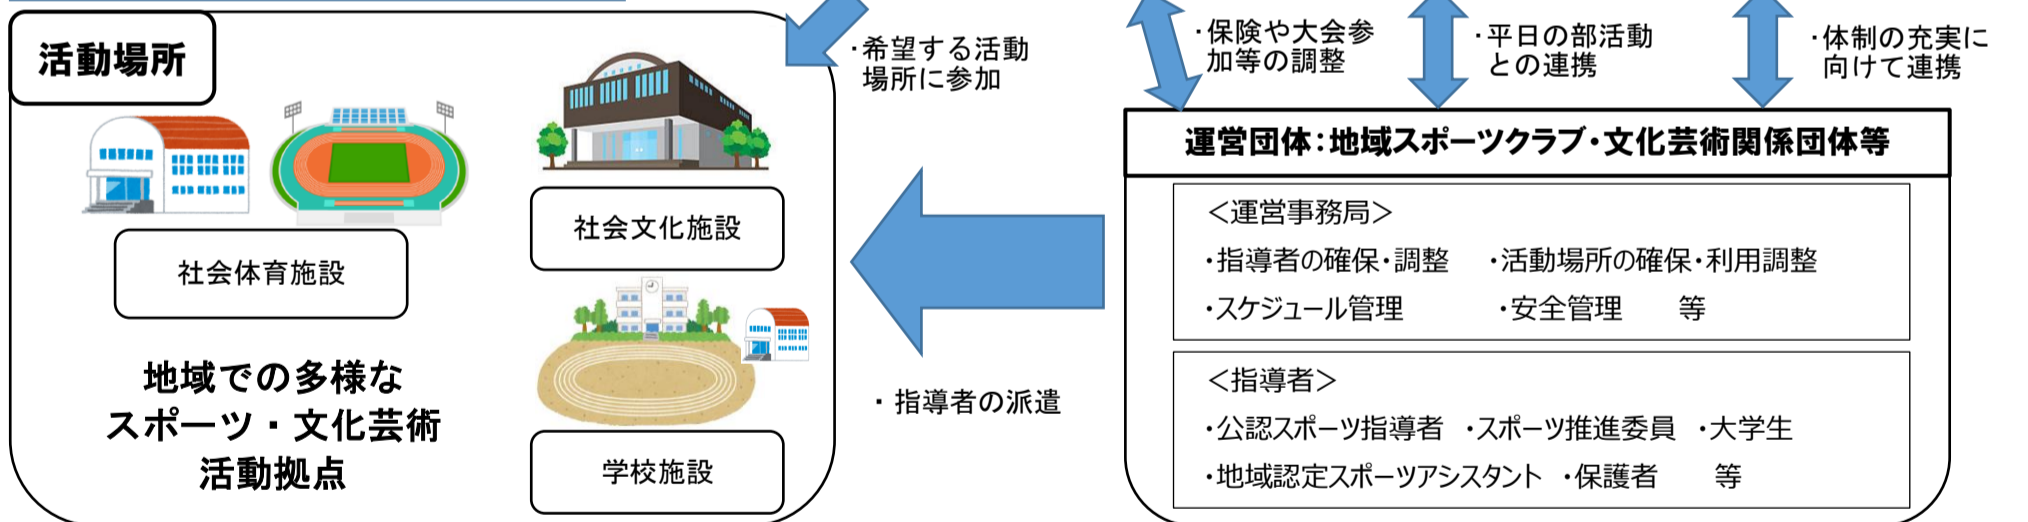 活動場所
・希望する活動
場所に参加
・保険や大会参
加等の調整
・平日の部活動
との連携
・体制の充実に
向けて連携
社会体育施設
社会文化施設
学校施設
地域での多様な
スポーツ・文化芸術
活動拠点
・指導者の派遣
運営団体:地域スポーツクラブ・文化芸術関係団体等
＜運営事務局＞
・指導者の確保・調整 ・活動場所の確保・利用調整
・スケジュール管理 ・安全管理 等
＜指導者＞
・公認スポーツ指導者 ・スポーツ推進委員 ・大学生
・地域認定スポーツアシスタント ・保護者 等